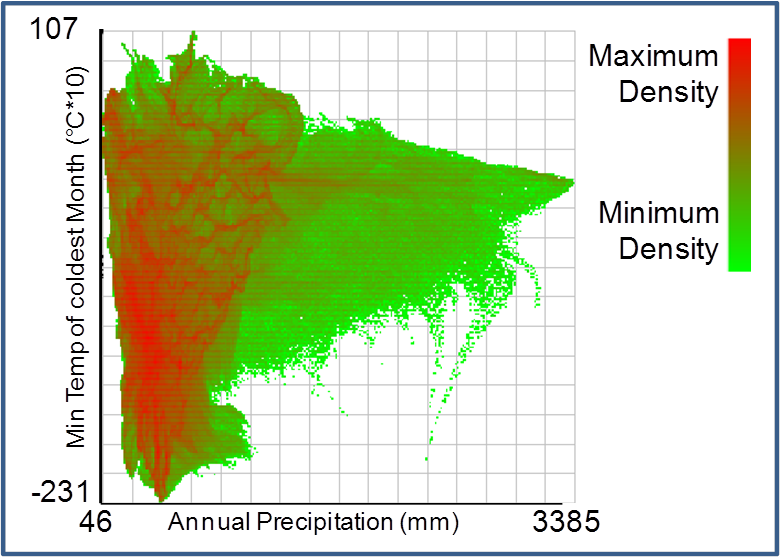 107
Min Temp of coldest Month (°C*10)
-231
46
Annual Precipitation (mm)
3385
Maximum
Density
Minimum
Density